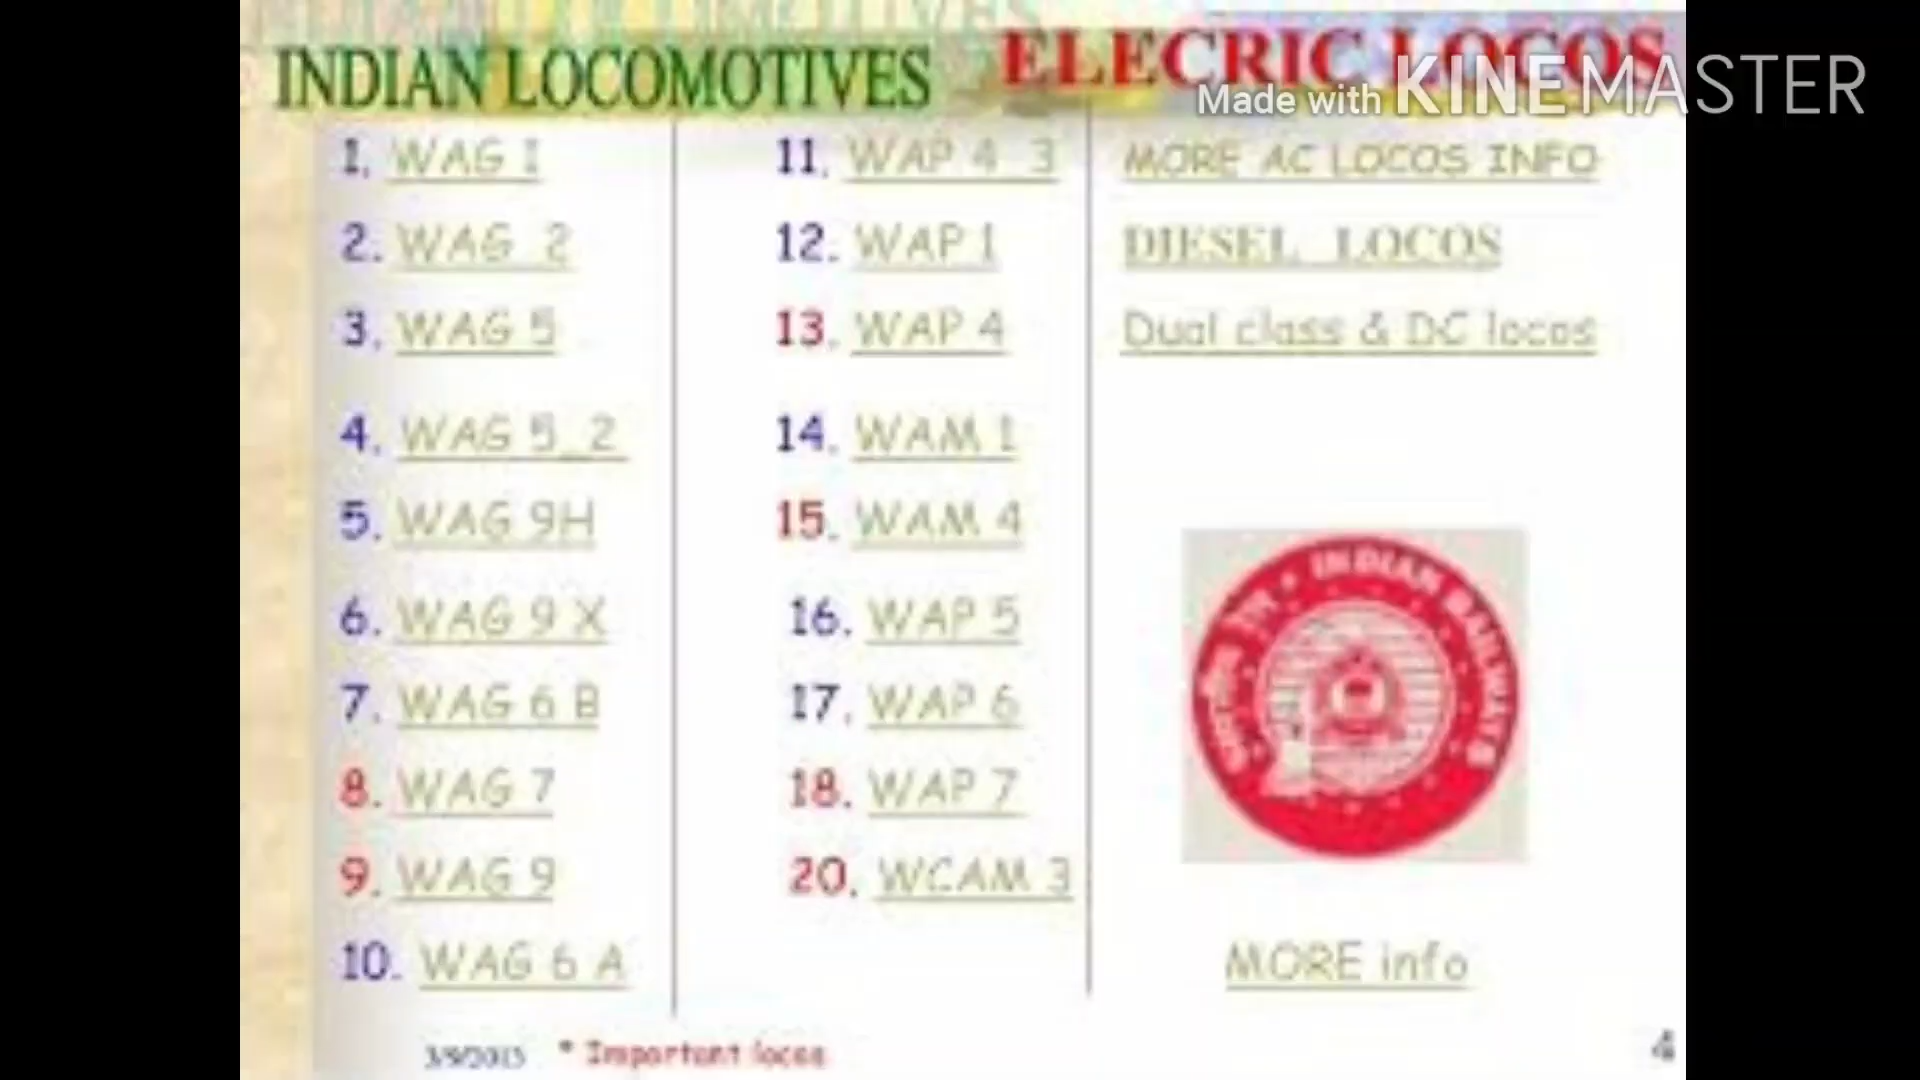 INDIAN LOCOMOTIVES
ELECRIC LOCOS
Made with KINEMASTER
1. WAG 1
2. WAG 2
3. WAG 5
4. WAG 5_2
5. WAG 9H
6. WAG 9 X
7. WAG 6 B
8. WAG 7
9. WAG 9
10. WAG 6 A
11. WAP 4 3
12. WAP 1
13. WAP 4
14. WAM 1
15. WAM 4
16. WAP 5
17. WAP 6
18. WAP 7
20. WCAM 3
MORE AC LOCOS INFO
DIESEL LOCOS
Dual class & DC locos
INDIAN RAILWAYS
MORE info
* Important locos
4